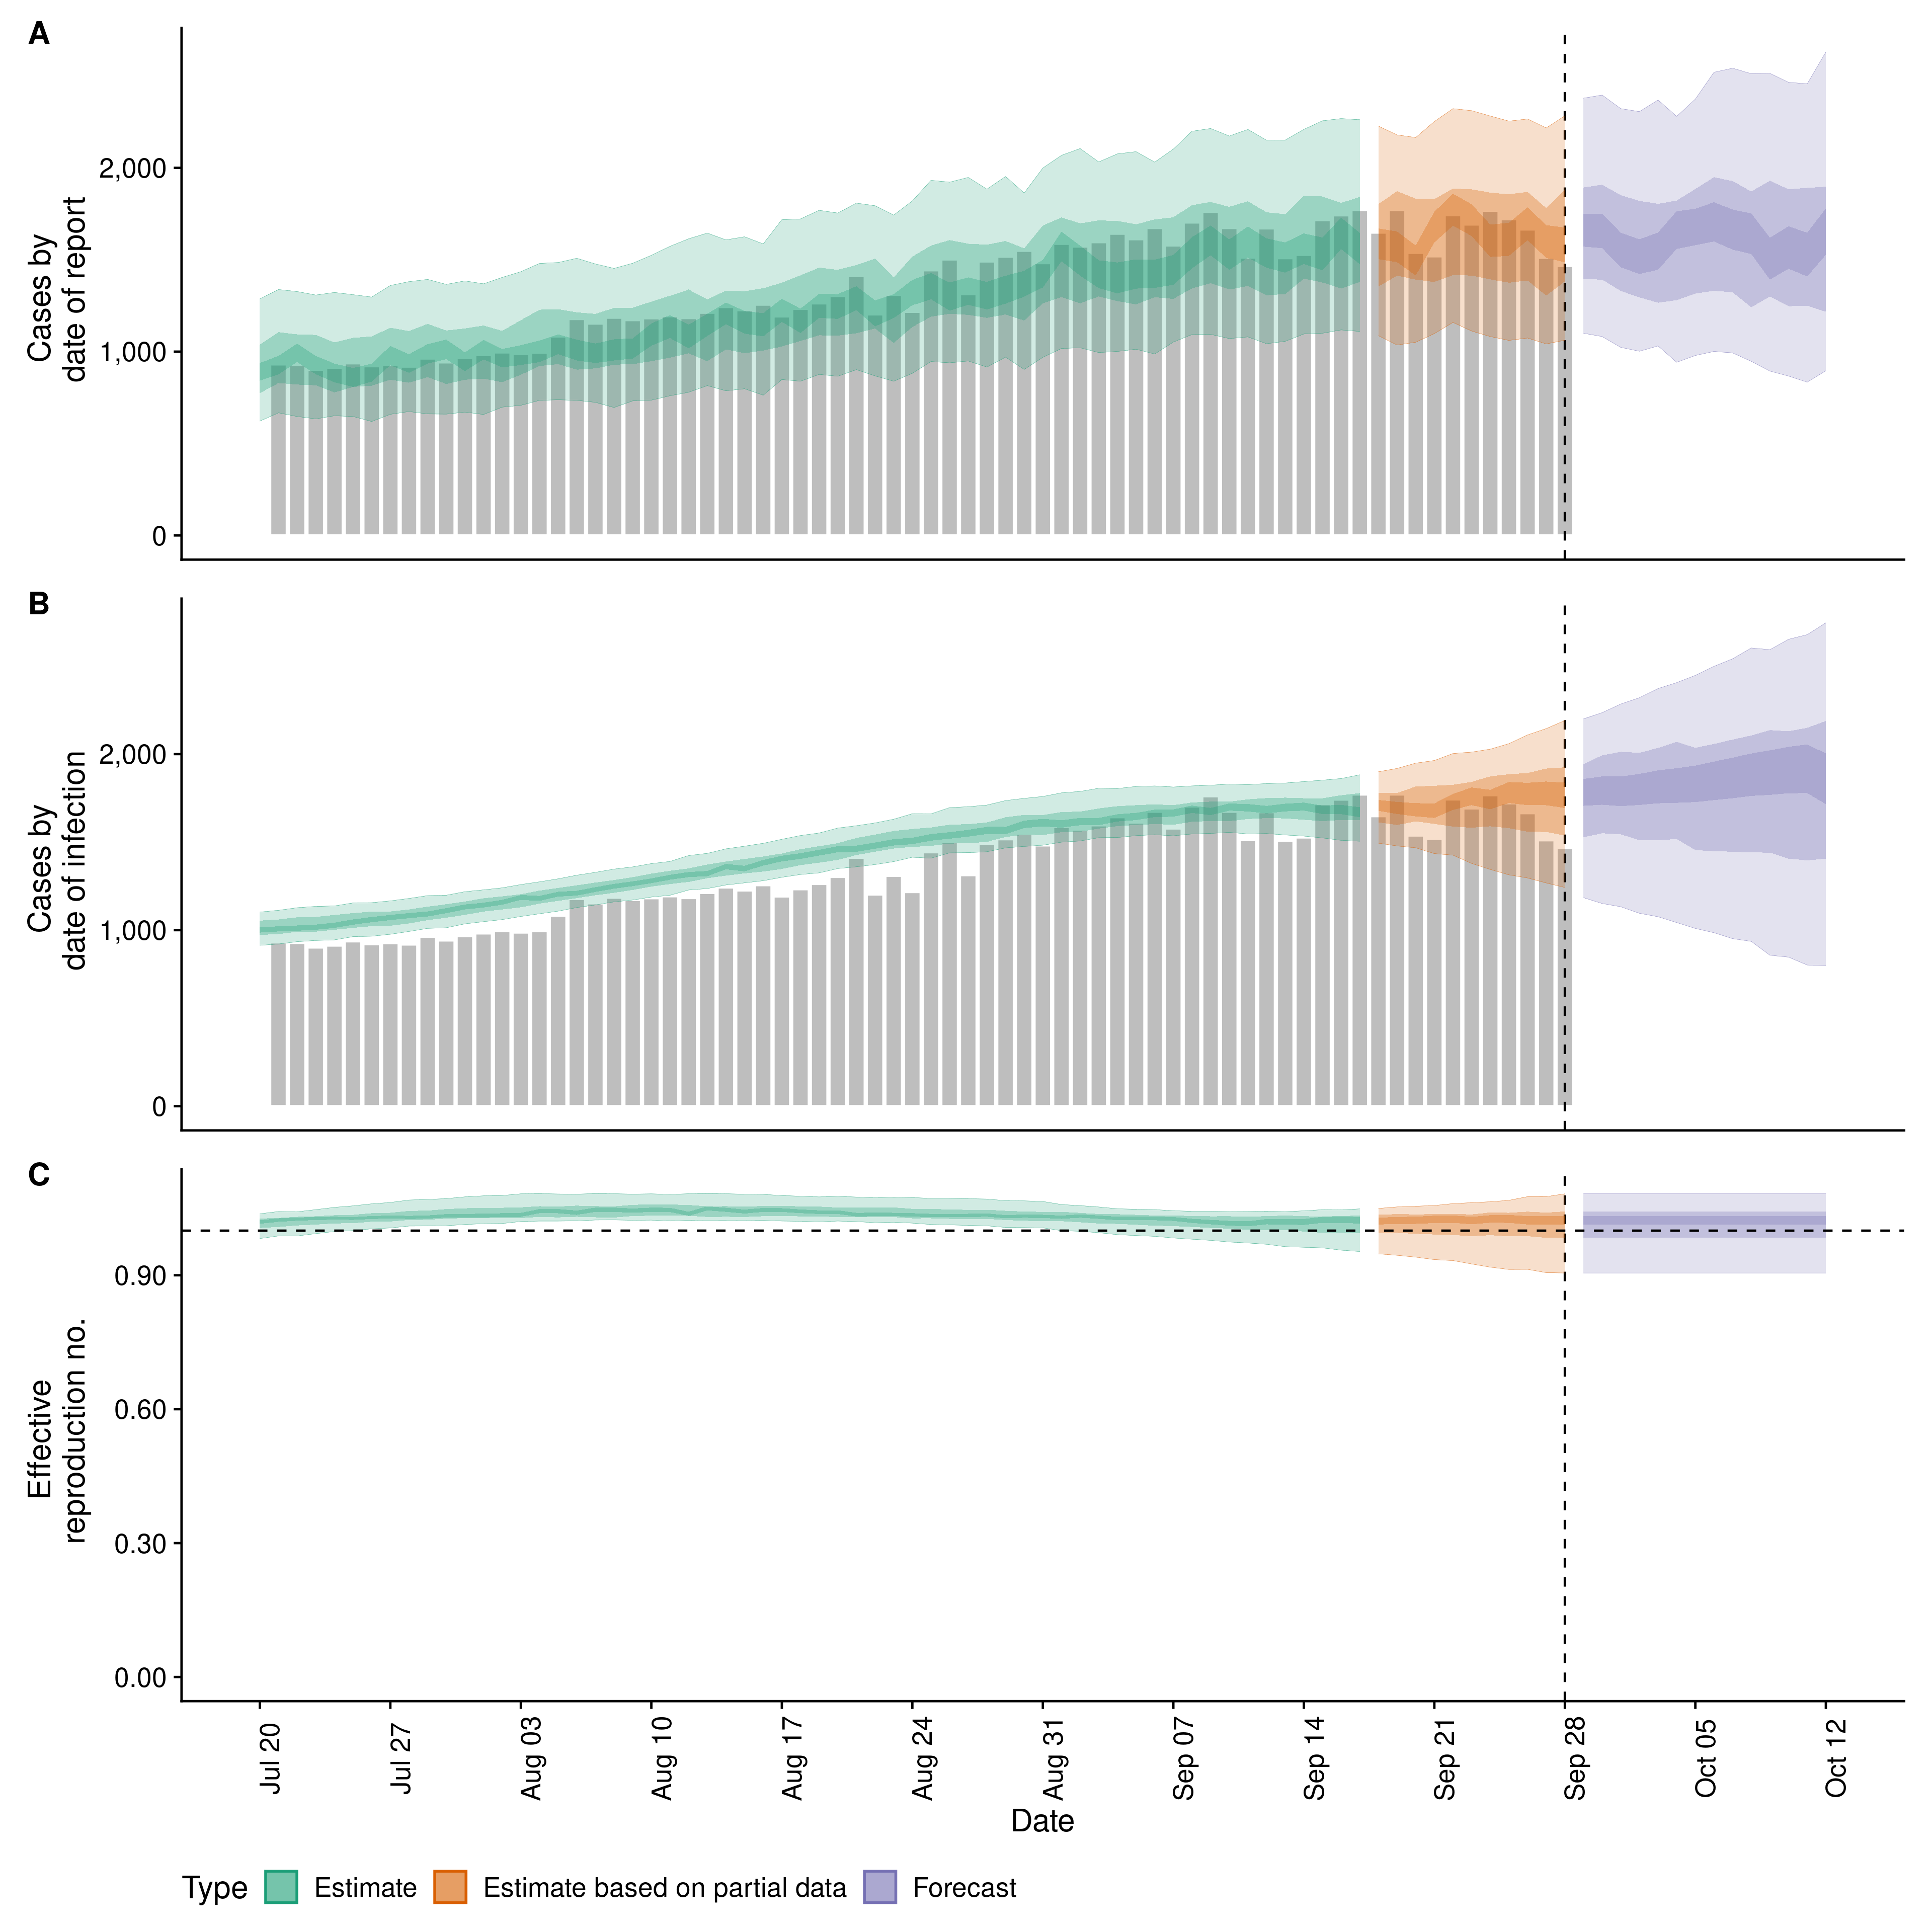 A
Cases by
date of report
2,000
1,000
0
B
Cases by
date of infection
2,000
1,000
0
C
Effective
reproduction no.
0.90
0.60
0.30
0.00
Jul 20
Jul 27
Aug 03
Aug 10
Aug 17
Aug 24
Aug 31
Sep 07
Sep 14
Sep 21
Sep 28
Oct 05
Oct 12
Date
Type
Estimate
Estimate based on partial data
Forecast